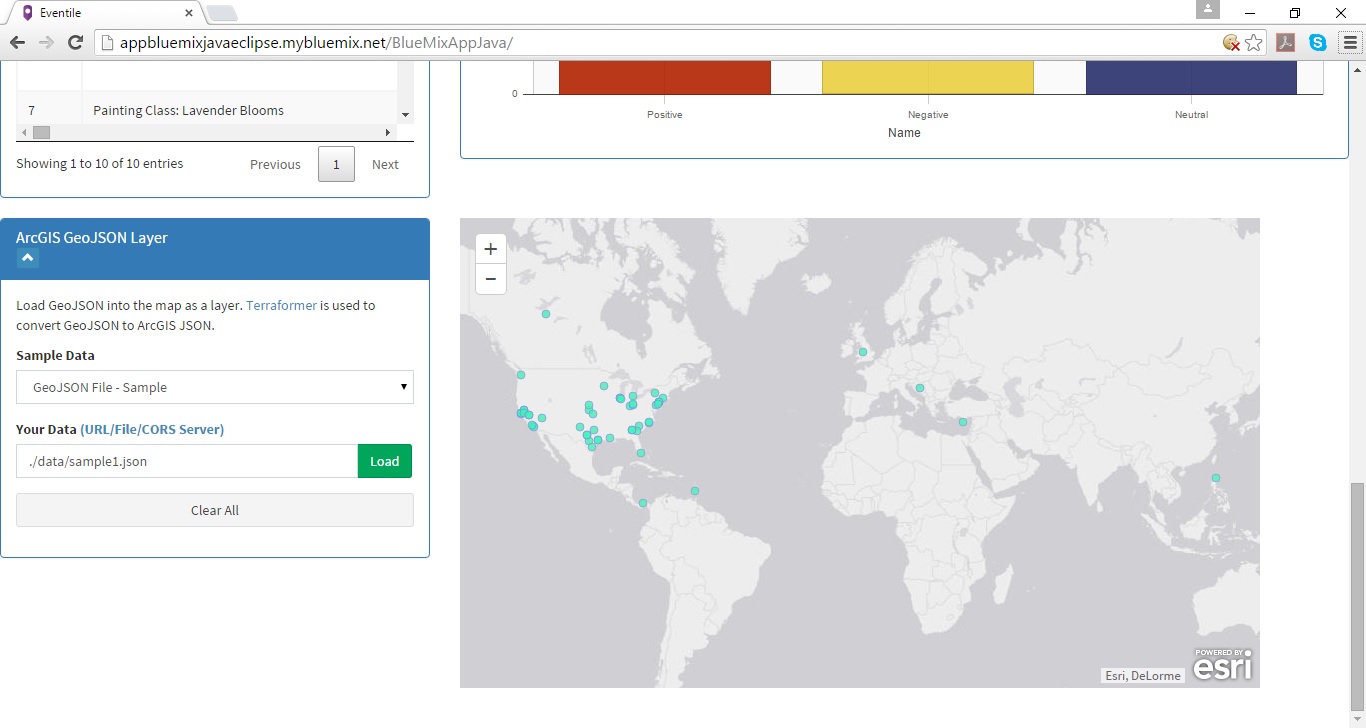 Eventile
appbluemixjavaeclipse.mybluemix.net/BlueMixAppJava/
7 Painting Class: Lavender Blooms
Showing 1 to 10 of 10 entries Previous 1 Next
0
Positive Negative Neutral
Name
ArcGIS GeoJSON Layer
Load GeoJSON into the map as a layer. Terraformer is used to
convert GeoJSON to ArcGIS JSON.
Sample Data
GeoJSON File - Sample
Your Data (URL/File/CORS Server)
./data/sample1.json Load
Clear All
+
−
Esri, DeLorme
POWERED BY
esri